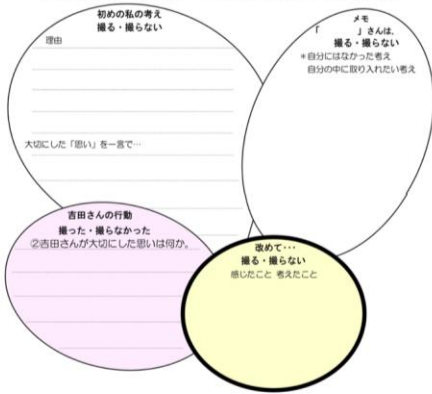 初めの私の考え
撮る・撮らない
理由
大切にした「思い」を一言で…
メモ
「　　　」さんは、
撮る・撮らない
＊自分にはなかった考え
自分の中に取り入れたい考え
吉田さんの行動
撮った・撮らなかった
②吉田さんが大切にした思いは何か。
改めて・・・
撮る・撮らない
感じたこと 考えたこと